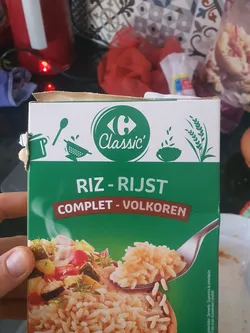 Classic'
RIZ - RIJST
COMPLET - VOLKOREN